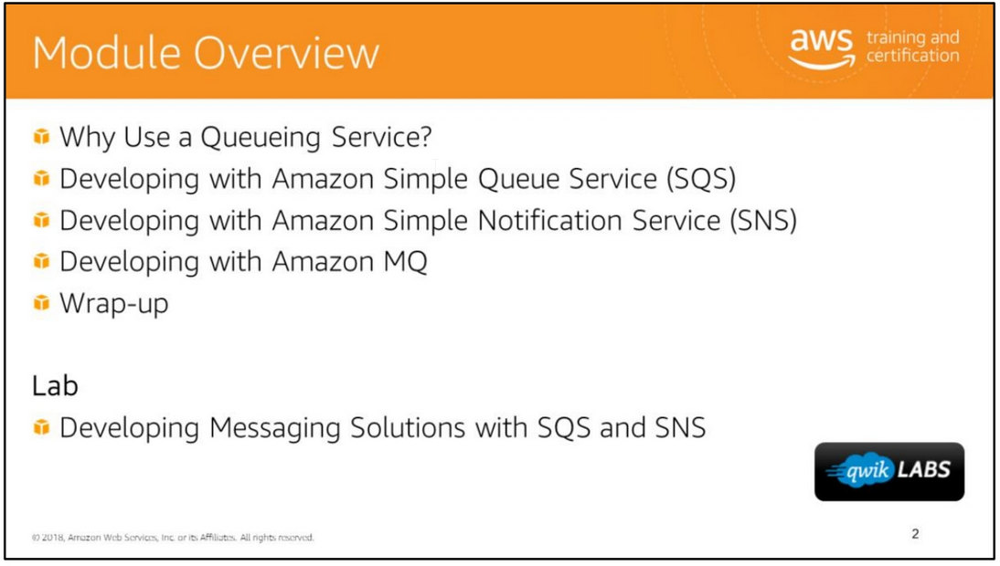 Module Overview
aws training and
certification
Why Use a Queueing Service?
Developing with Amazon Simple Queue Service (SQS)
Developing with Amazon Simple Notification Service (SNS)
Developing with Amazon MQ
Wrap-up
Lab
Developing Messaging Solutions with SQS and SNS
qwik LABS
© 2018, Amazon Web Services, Inc. or its Affiliates. All rights reserved.
2